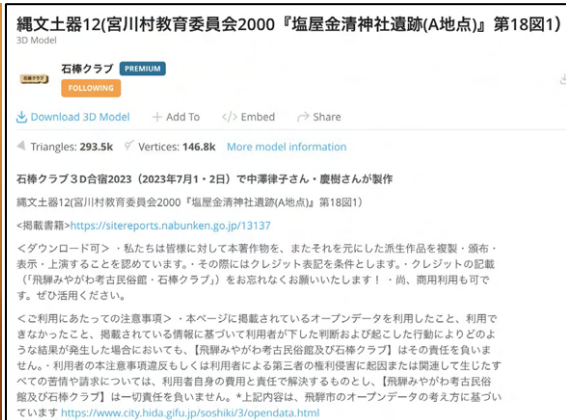 縄文土器12(宮川村教育委員会2000『塩屋金清神社遺跡(A地点)』第18図1）
3D Model
石棒クラブ PREMIUM
FOLLOWING
Download 3D Model Add To </> Embed Share
Triangles: 293.5k Vertices: 146.8k More model information
石棒クラブ３D合宿2023（2023年7月1・2日）で中澤律子さん・慶樹さんが製作
縄文土器12(宮川村教育委員会2000『塩屋金清神社遺跡(A地点)』第18図1）
<掲載書籍>https://sitereports.nabunken.go.jp/13137
＜ダウンロード可＞ ・私たちは皆様に対して本著作物を、またそれを元にした派生作品を複製・頒布・
表示・上演することを認めています。・その際にはクレジット表記を条件とします。・クレジットの記載
（「飛騨みやがわ考古民俗館・石棒クラブ」）をお忘れなくお願いいたします！ ・尚、商用利用も可で
す。ぜひ活用ください。
＜ご利用にあたっての注意事項＞ ・本ページに掲載されているオープンデータを利用したこと、利用で
きなかったこと、掲載されている情報に基づいて利用者が下した判断および起こした行動によりどのよ
うな結果が発生した場合においても、【飛騨みやがわ考古民俗館及び石棒クラブ】はその責任を負いま
せん。・利用者の本注意事項違反もしくは利用者による第三者の権利侵害に起因または関連して生じたす
べての苦情や請求については、利用者自身の費用と責任で解決するものとし、【飛騨みやがわ考古民俗
館及び石棒クラブ】は一切責任を負いません。*上記内容は、飛騨市のオープンデータの考え方に基づい
ています https://www.city.hida.gifu.jp/soshiki/3/opendata.html